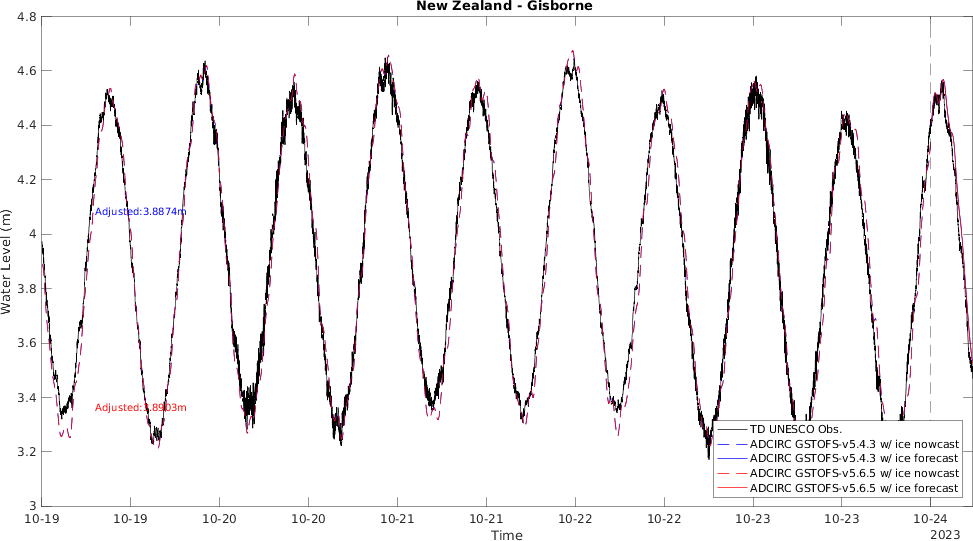 New Zealand - Gisborne
4.8
4.6
4.4
4.2
4
3.8
3.6
3.4
3.2
3
Water Level (m)
Adjusted:3.8874m
Adjusted:3.8903m
TD UNESCO Obs.
ADCIRC GSTOFS-v5.4.3 w/ ice nowcast
ADCIRC GSTOFS-v5.4.3 w/ ice forecast
ADCIRC GSTOFS-v5.6.5 w/ ice nowcast
ADCIRC GSTOFS-v5.6.5 w/ ice forecast
10-19 10-19 10-20 10-20 10-21 10-21 10-22 10-22 10-23 10-23 10-24
Time
2023